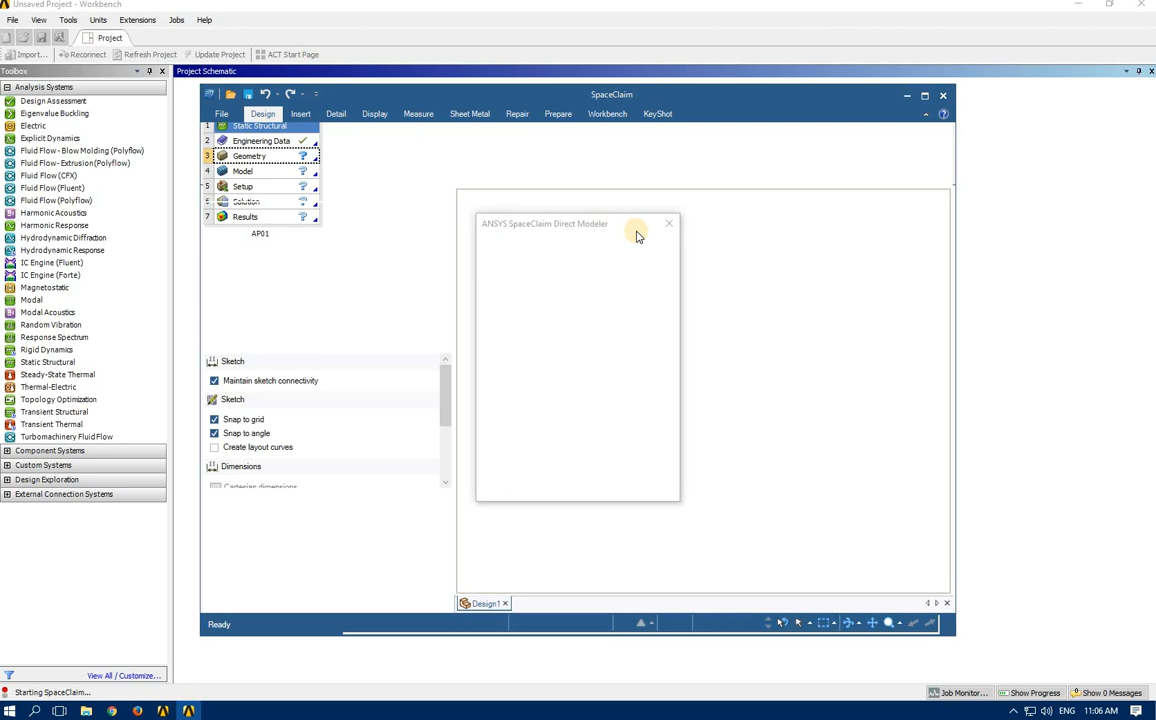 Unsaved Project - Workbench
File View Tools Units Extensions Jobs Help
Project
Import... Reconnect Refresh Project Update Project ACT Start Page
Toolbox
Project Schematic
Analysis Systems
Design Assessment
Eigenvalue Buckling
Electric
Explicit Dynamics
Fluid Flow - Blow Molding (Polyflow)
Fluid Flow - Extrusion (Polyflow)
Fluid Flow (CFX)
Fluid Flow (Fluent)
Fluid Flow (Polyflow)
Harmonic Acoustics
Harmonic Response
Hydrodynamic Diffraction
Hydrodynamic Response
IC Engine (Fluent)
IC Engine (Forte)
Magnetostatic
Modal
Modal Acoustics
Random Vibration
Response Spectrum
Rigid Dynamics
Static Structural
Steady-State Thermal
Thermal-Electric
Topology Optimization
Transient Structural
Transient Thermal
Turbomachinery Fluid Flow
Component Systems
Custom Systems
Design Exploration
External Connection Systems
View All / Customize...
SpaceClaim
File Design Insert Detail Display Measure Sheet Metal Repair Prepare Workbench KeyShot
1 Static Structural
2 Engineering Data
3 Geometry
4 Model
5 Setup
6 Solution
7 Results
AP01
ANSYS SpaceClaim Direct Modeler
Sketch
Maintain sketch connectivity
Sketch
Snap to grid
Snap to angle
Create layout curves
Dimensions
Cartesian dimensions
Design1
Ready
Starting SpaceClaim...
Job Monitor... Show Progress Show 0 Messages
ENG 11:06 AM